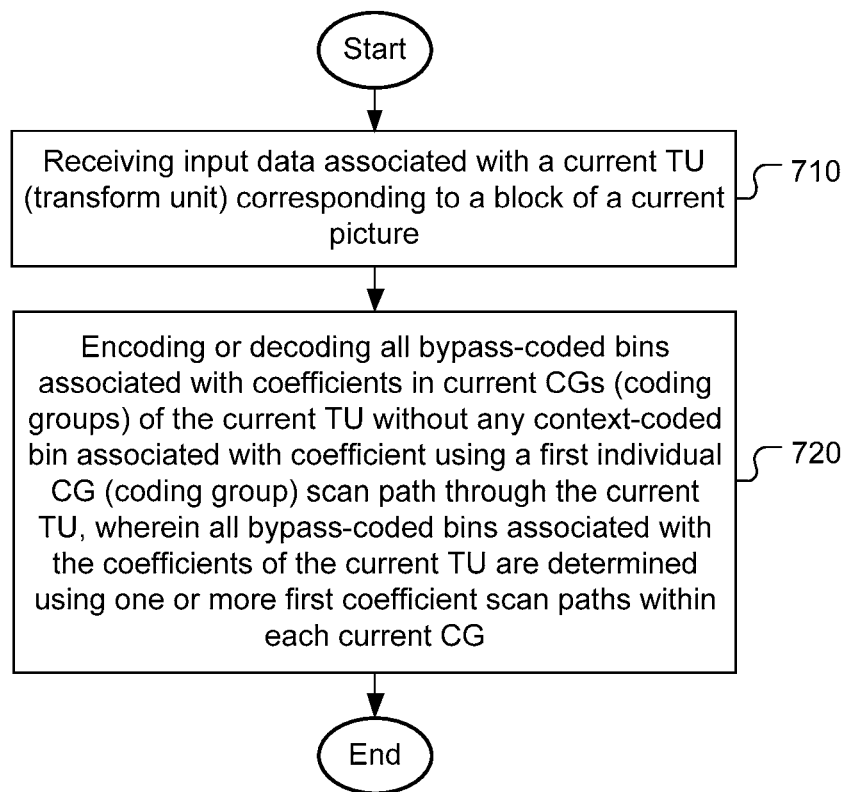 Start
Receiving input data associated with a current TU
(transform unit) corresponding to a block of a current
picture
710
Encoding or decoding all bypass-coded bins
associated with coefficients in current CGs (coding
groups) of the current TU without any context-coded
bin associated with coefficient using a first individual
CG (coding group) scan path through the current
TU, wherein all bypass-coded bins associated with
the coefficients of the current TU are determined
using one or more first coefficient scan paths within
each current CG
720
End